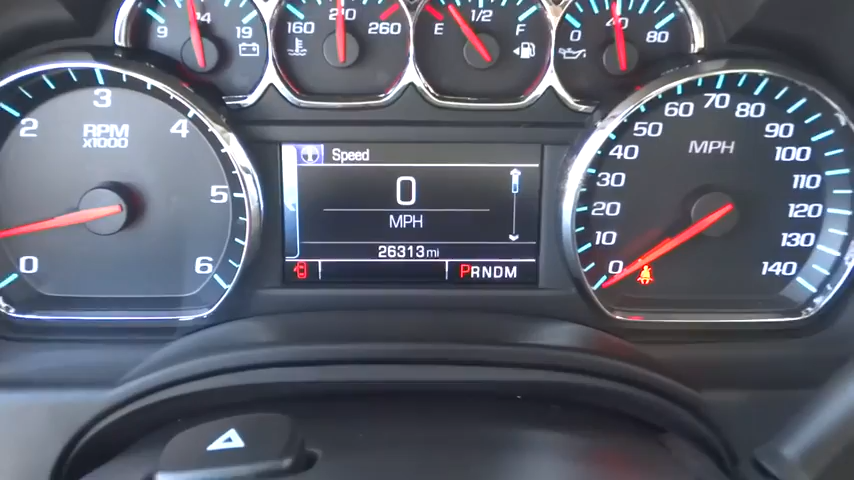 9 14 19
160 210 260
E 1/2 F
0 40 80
RPM
X1000
0 2 3 4 5 6
Speed
0
MPH
26313 mi
PRNDM
MPH
0 10 20 30 40 50 60 70 80 90 100 110 120 130 140